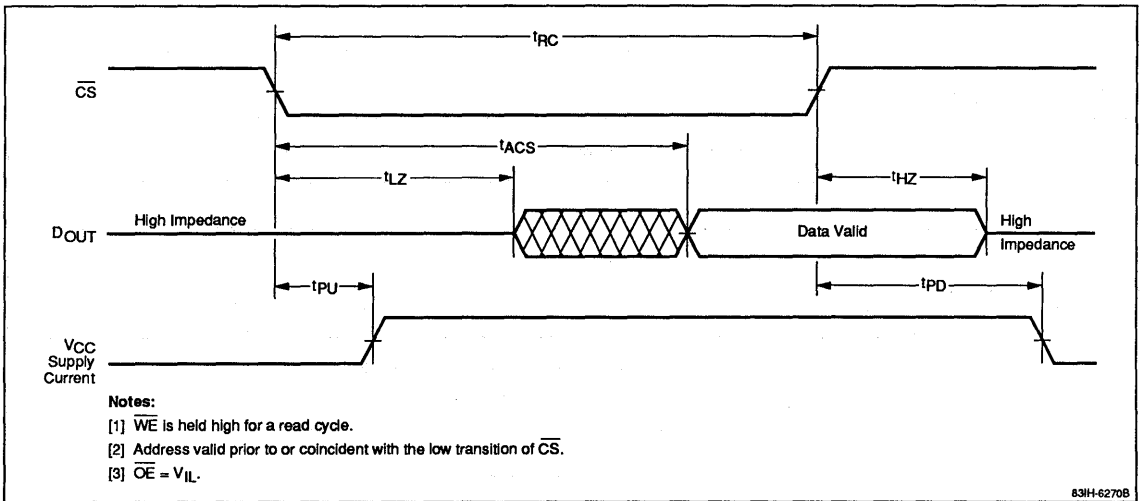 tRC
CS
tACS
tLZ
tHZ
High Impedance
DOUT
Data Valid
High
Impedance
tPU
tPD
VCC
Supply
Current
Notes:
[1] WE is held high for a read cycle.
[2] Address valid prior to or coincident with the low transition of CS.
[3] OE = VIL.
83IH-6270B